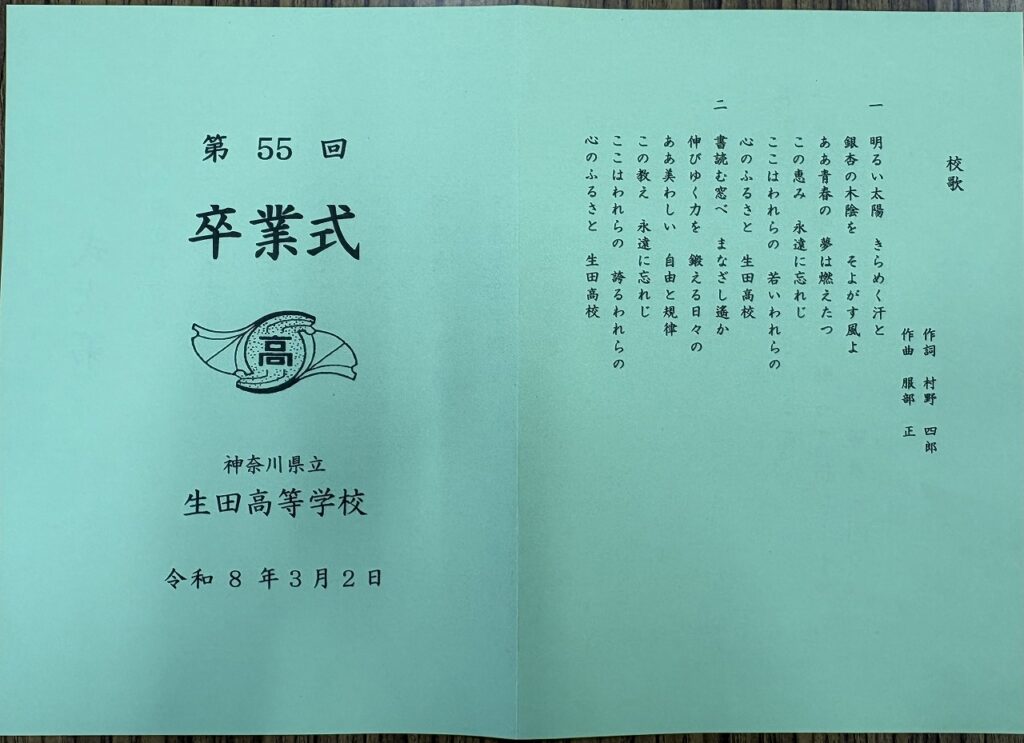 第 55 回
卒業式
高
神奈川県立
生田高等学校
令和 8 年3月2日
校歌
作詞 村野 四郎
作曲 服部 正
一 明るい太陽 きらめく汗と
銀杏の木陰を そよがす風よ
ああ青春の 夢は燃えたつ
この恵み 永遠に忘れじ
ここはわれらの 若いわれらの
心のふるさと 生田高校
二 書読む窓べ まなざし遙か
伸びゆく力を 鍛える日々の
ああ美わしい 自由と規律
この教え 永遠に忘れじ
ここはわれらの 誇るわれらの
心のふるさと 生田高校